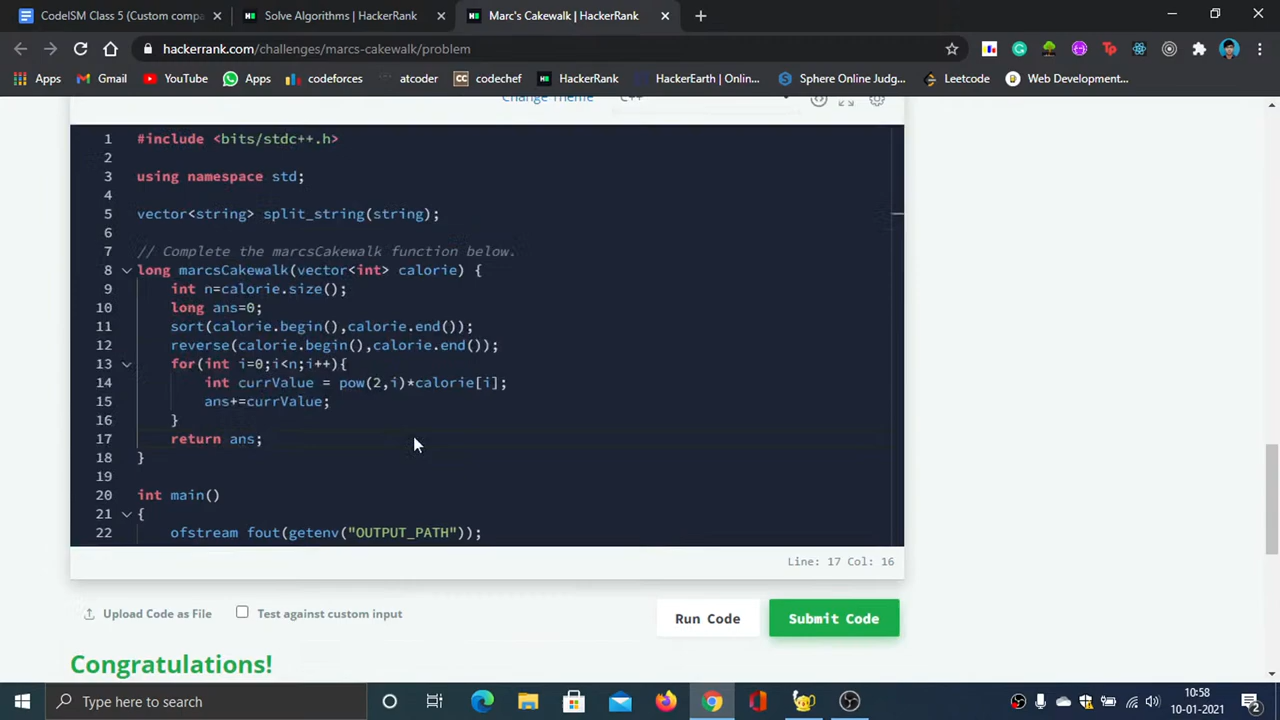 CodeISM Class 5 (Custom compa
Solve Algorithms | HackerRank
Marc's Cakewalk | HackerRank
hackerrank.com/challenges/marcs-cakewalk/problem
Apps
Gmail
YouTube
Apps
codeforces
atcoder
codechef
HackerRank
HackerEarth | Onlin...
Sphere Online Judg...
Leetcode
Web Development...
Change Theme C++
1 #include <bits/stdc++.h>
2
3 using namespace std;
4
5 vector<string> split_string(string);
6
7 // Complete the marcsCakewalk function below.
8 long marcsCakewalk(vector<int> calorie) {
9 int n=calorie.size();
10 long ans=0;
11 sort(calorie.begin(),calorie.end());
12 reverse(calorie.begin(),calorie.end());
13 for(int i=0;i<n;i++){
14 int currValue = pow(2,i)*calorie[i];
15 ans+=currValue;
16 }
17 return ans;
18 }
19
20 int main()
21 {
22 ofstream fout(getenv("OUTPUT_PATH"));
Line: 17 Col: 16
Upload Code as File
Test against custom input
Run Code
Submit Code
Congratulations!
Type here to search
10:58
10-01-2021
2